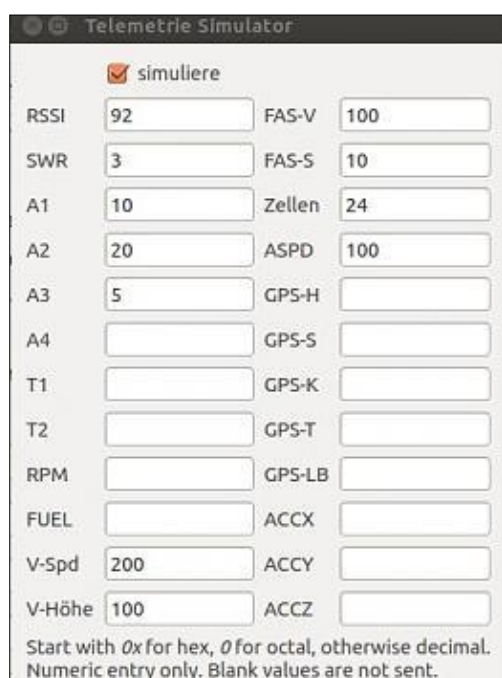 Telemetrie Simulator
simuliere
RSSI 92 FAS-V 100
SWR 3 FAS-S 10
A1 10 Zellen 24
A2 20 ASPD 100
A3 5 GPS-H
A4 GPS-S
T1 GPS-K
T2 GPS-T
RPM GPS-LB
FUEL ACCX
V-Spd 200 ACCY
V-Höhe 100 ACCZ
Start with 0x for hex, 0 for octal, otherwise decimal.
Numeric entry only. Blank values are not sent.